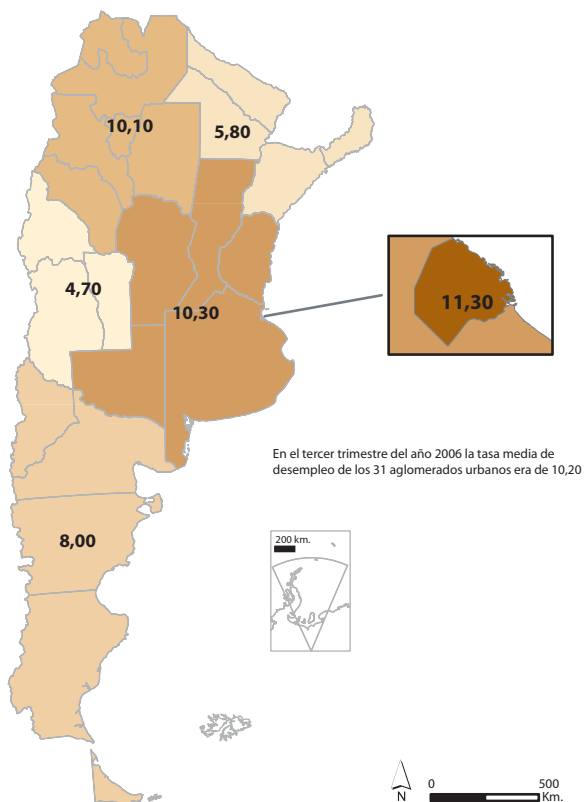 10,10
5,80
4,70
10,30
11,30
En el tercer trimestre del año 2006 la tasa media de
desempleo de los 31 aglomerados urbanos era de 10,20
8,00
200 km.
N
0 500
Km.